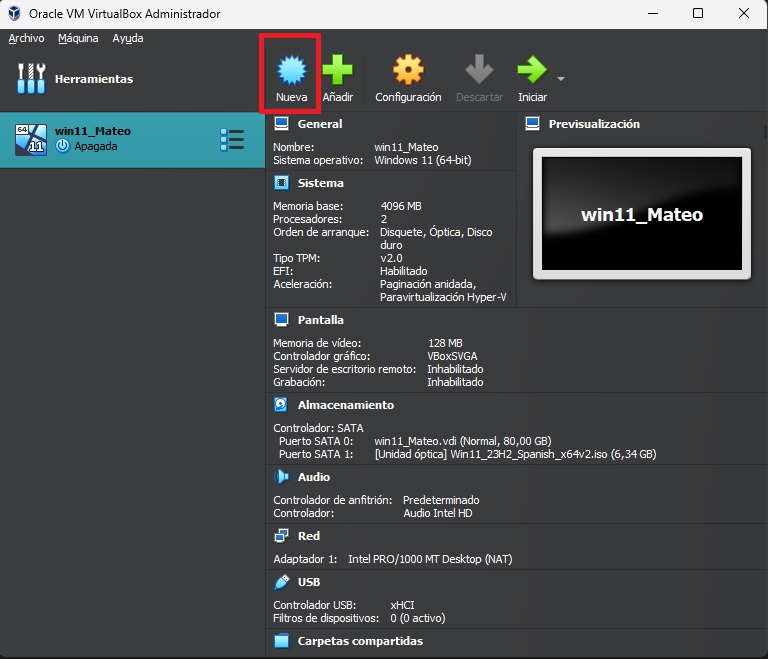 Oracle VM VirtualBox Administrador
Archivo Máquina Ayuda
Herramientas
Nueva Añadir Configuración Descartar Iniciar
64 11 win11_Mateo
Apagada
General
Nombre: win11_Mateo
Sistema operativo: Windows 11 (64-bit)
Previsualización
win11_Mateo
Sistema
Memoria base: 4096 MB
Procesadores: 2
Orden de arranque: Disquete, Óptica, Disco
duro
Tipo TPM: v2.0
EFI: Habilitado
Aceleración: Paginación anidada,
Paravirtualización Hyper-V
Pantalla
Memoria de vídeo: 128 MB
Controlador gráfico: VBoxSVGA
Servidor de escritorio remoto: Inhabilitado
Grabación: Inhabilitado
Almacenamiento
Controlador: SATA
Puerto SATA 0: win11_Mateo.vdi (Normal, 80,00 GB)
Puerto SATA 1: [Unidad óptica] Win11_23H2_Spanish_x64v2.iso (6,34 GB)
Audio
Controlador de anfitrión: Predeterminado
Controlador: Audio Intel HD
Red
Adaptador 1: Intel PRO/1000 MT Desktop (NAT)
USB
Controlador USB: xHCI
Filtros de dispositivos: 0 (0 activo)
Carpetas compartidas